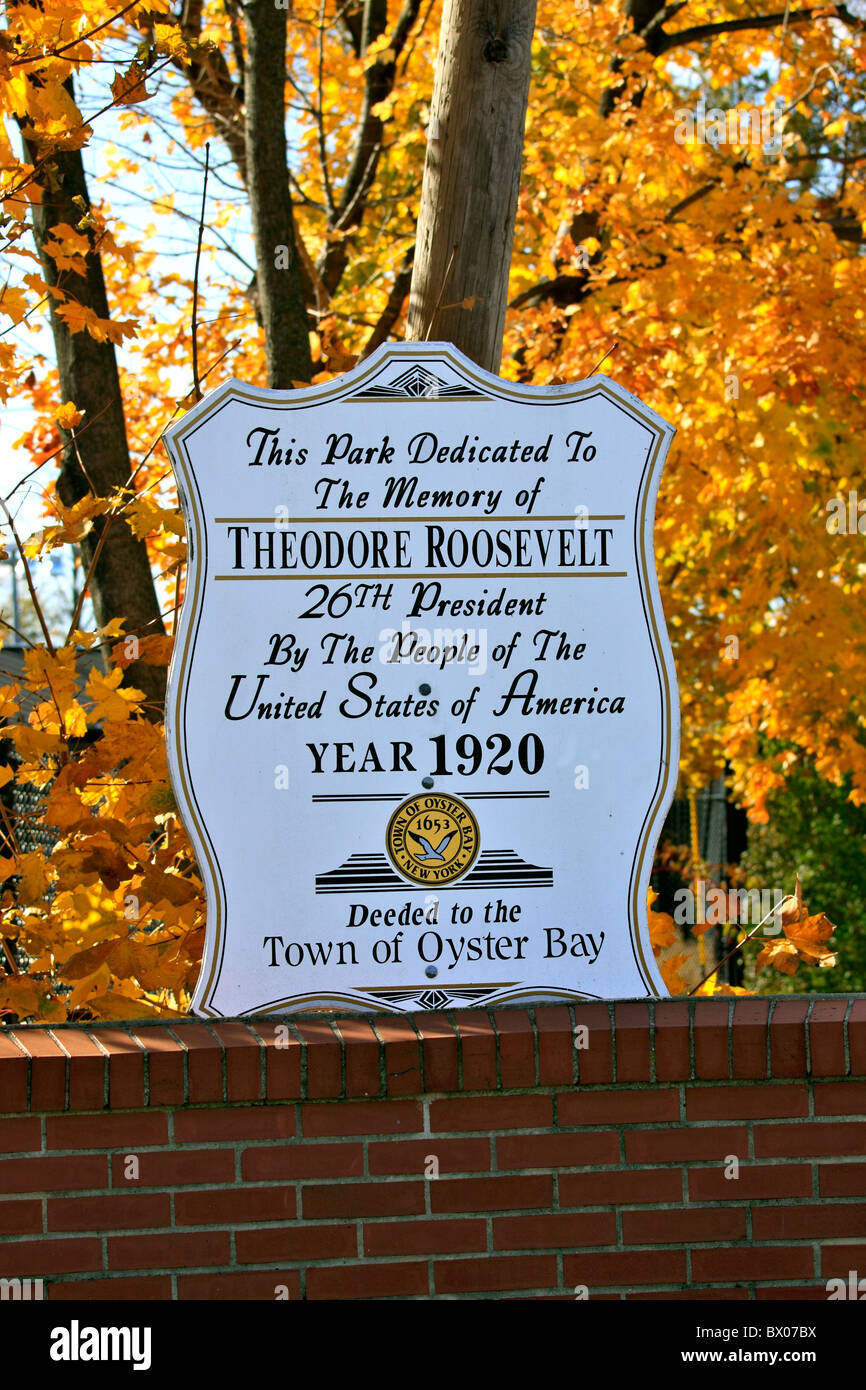 This Park Dedicated To
The Memory of
THEODORE ROOSEVELT
26TH President
By The People of The
United States of America
YEAR 1920
TOWN OF OYSTER BAY
1653
NEW YORK
Deeded to the
Town of Oyster Bay
alamy
Image ID: BX07BX
www.alamy.com